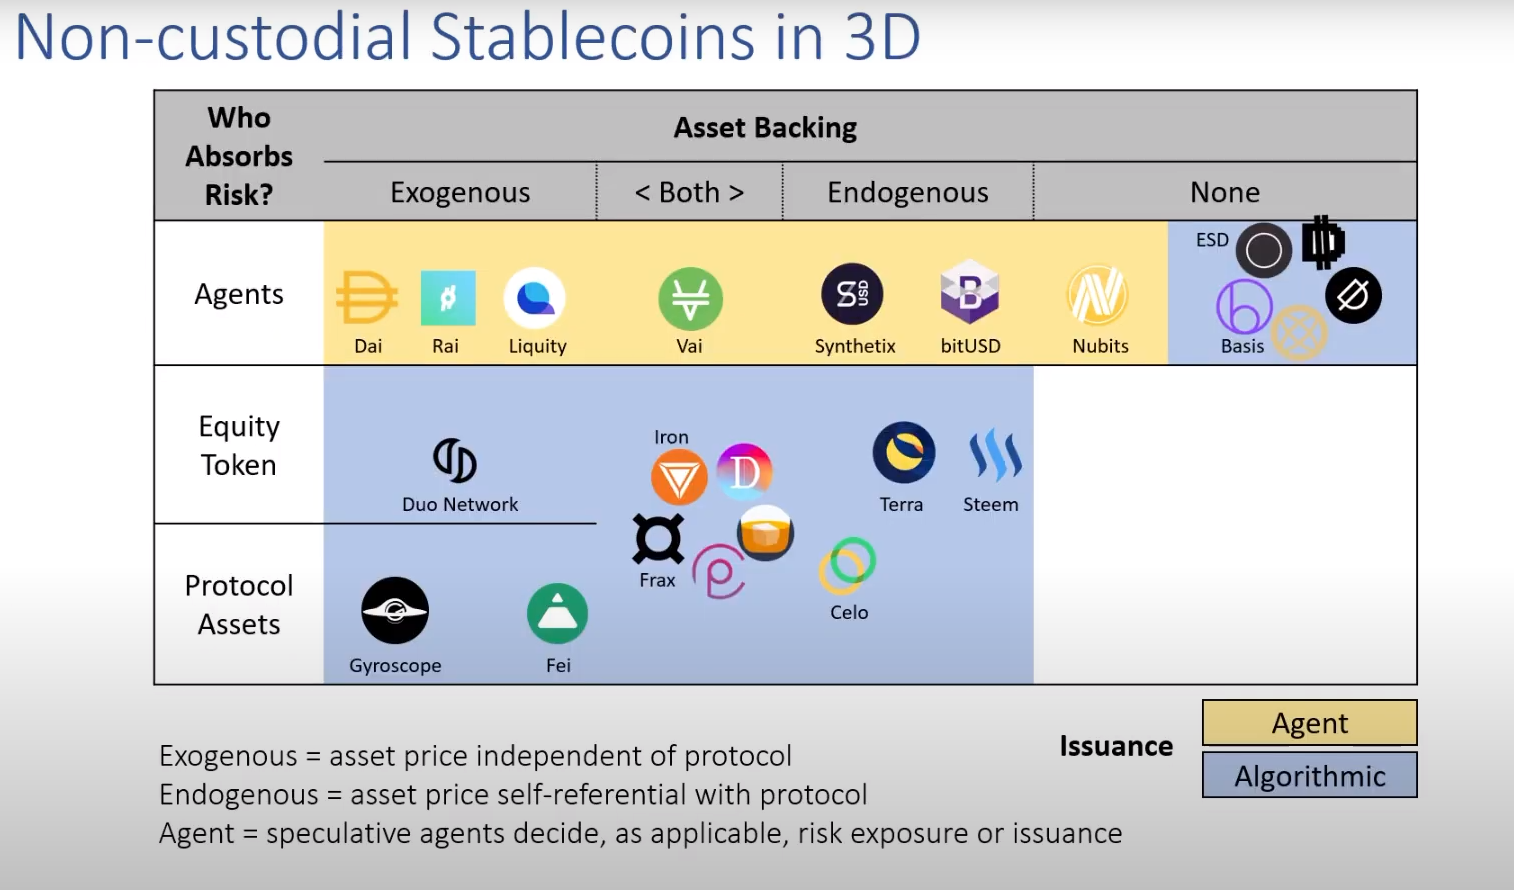 Non-custodial Stablecoins in 3D
Who
Absorbs
Risk?
Asset Backing
Exogenous
< Both >
Endogenous
None
Agents
Dai
Rai
Liquity
Vai
USD
Synthetix
B
bitUSD
Nubits
ESD
Basis
Equity
Token
Duo Network
Iron
D
Terra
Steem
Frax
Protocol
Assets
Gyroscope
Fei
Celo
Issuance
Agent
Algorithmic
Exogenous = asset price independent of protocol
Endogenous = asset price self-referential with protocol
Agent = speculative agents decide, as applicable, risk exposure or issuance